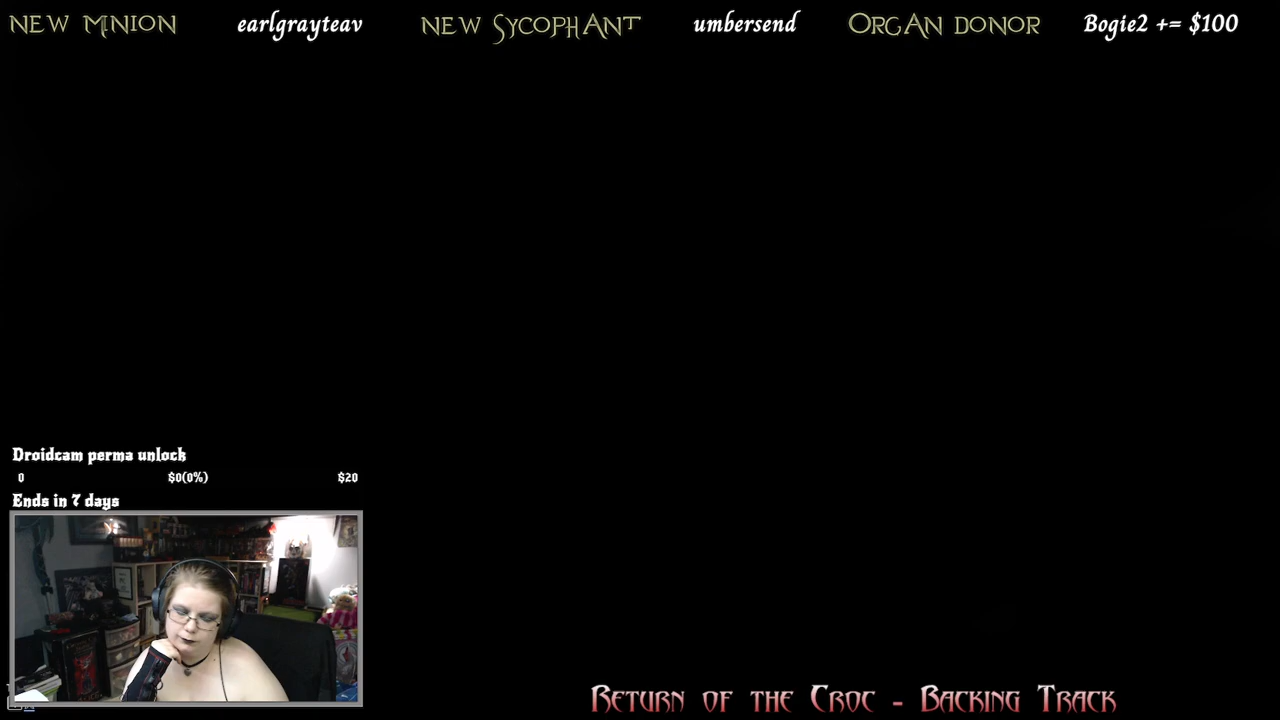 NEW MINION earlgrayteav NEW SYCOPHANT umbersend ORGAN DONOR Bogie2 += $100
Droidcam perma unlock
0 $0(0%) $20
Ends in 7 days
RETURN OF THE CROC - BACKING TRACK